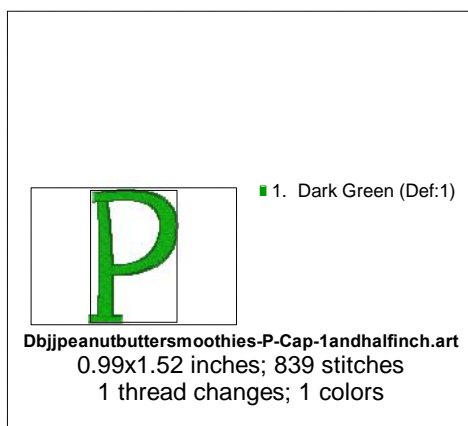 P
1. Dark Green (Def:1)
Dbjjpeanutbuttersmoothies-P-Cap-1andhalfinch.art
0.99x1.52 inches; 839 stitches
1 thread changes; 1 colors